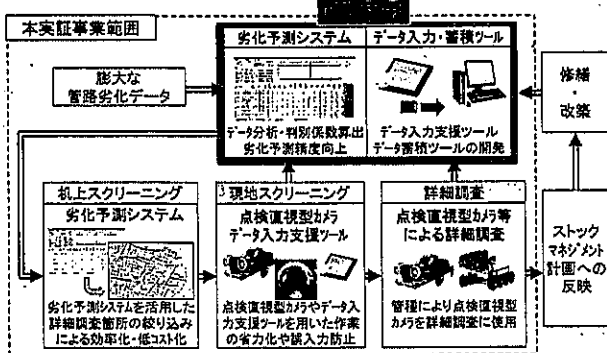 本実証事業範囲
劣化予測システム
データ入力・蓄積ツール
データ分析・判別係数算出
劣化予測精度向上
データ入力支援ツール
データ蓄積ツールの開発
膨大な
管路劣化データ
修繕
・
改築
机上スクリーニング
劣化予測システム
劣化予測システムを活用した
詳細調査箇所の絞り込み
による効率化・低コスト化
現地スクリーニング
点検直視型カメラ
データ入力支援ツール
点検直視型カメラやデータ入
力支援ツールを用いた作業
の省力化や誤入力防止
詳細調査
点検直視型カメラ等
による詳細調査
管種により点検直視型
カメラを詳細調査に使用
ストック
マネジメント
計画への
反映